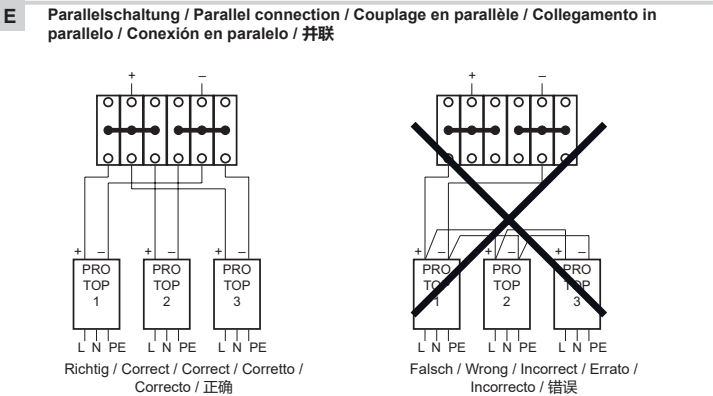 E
Parallelschaltung / Parallel connection / Couplage en parallèle / Collegamento in
parallelo / Conexión en paralelo / 并联
+ –
+ – + – + –
PRO TOP 1
PRO TOP 2
PRO TOP 3
L N PE L N PE L N PE
Richtig / Correct / Correct / Corretto /
Correcto / 正确
+ –
+ – + – + –
PRO TOP 1
PRO TOP 2
PRO TOP 3
L N PE L N PE L N PE
Falsch / Wrong / Incorrect / Errato /
Incorrecto / 错误